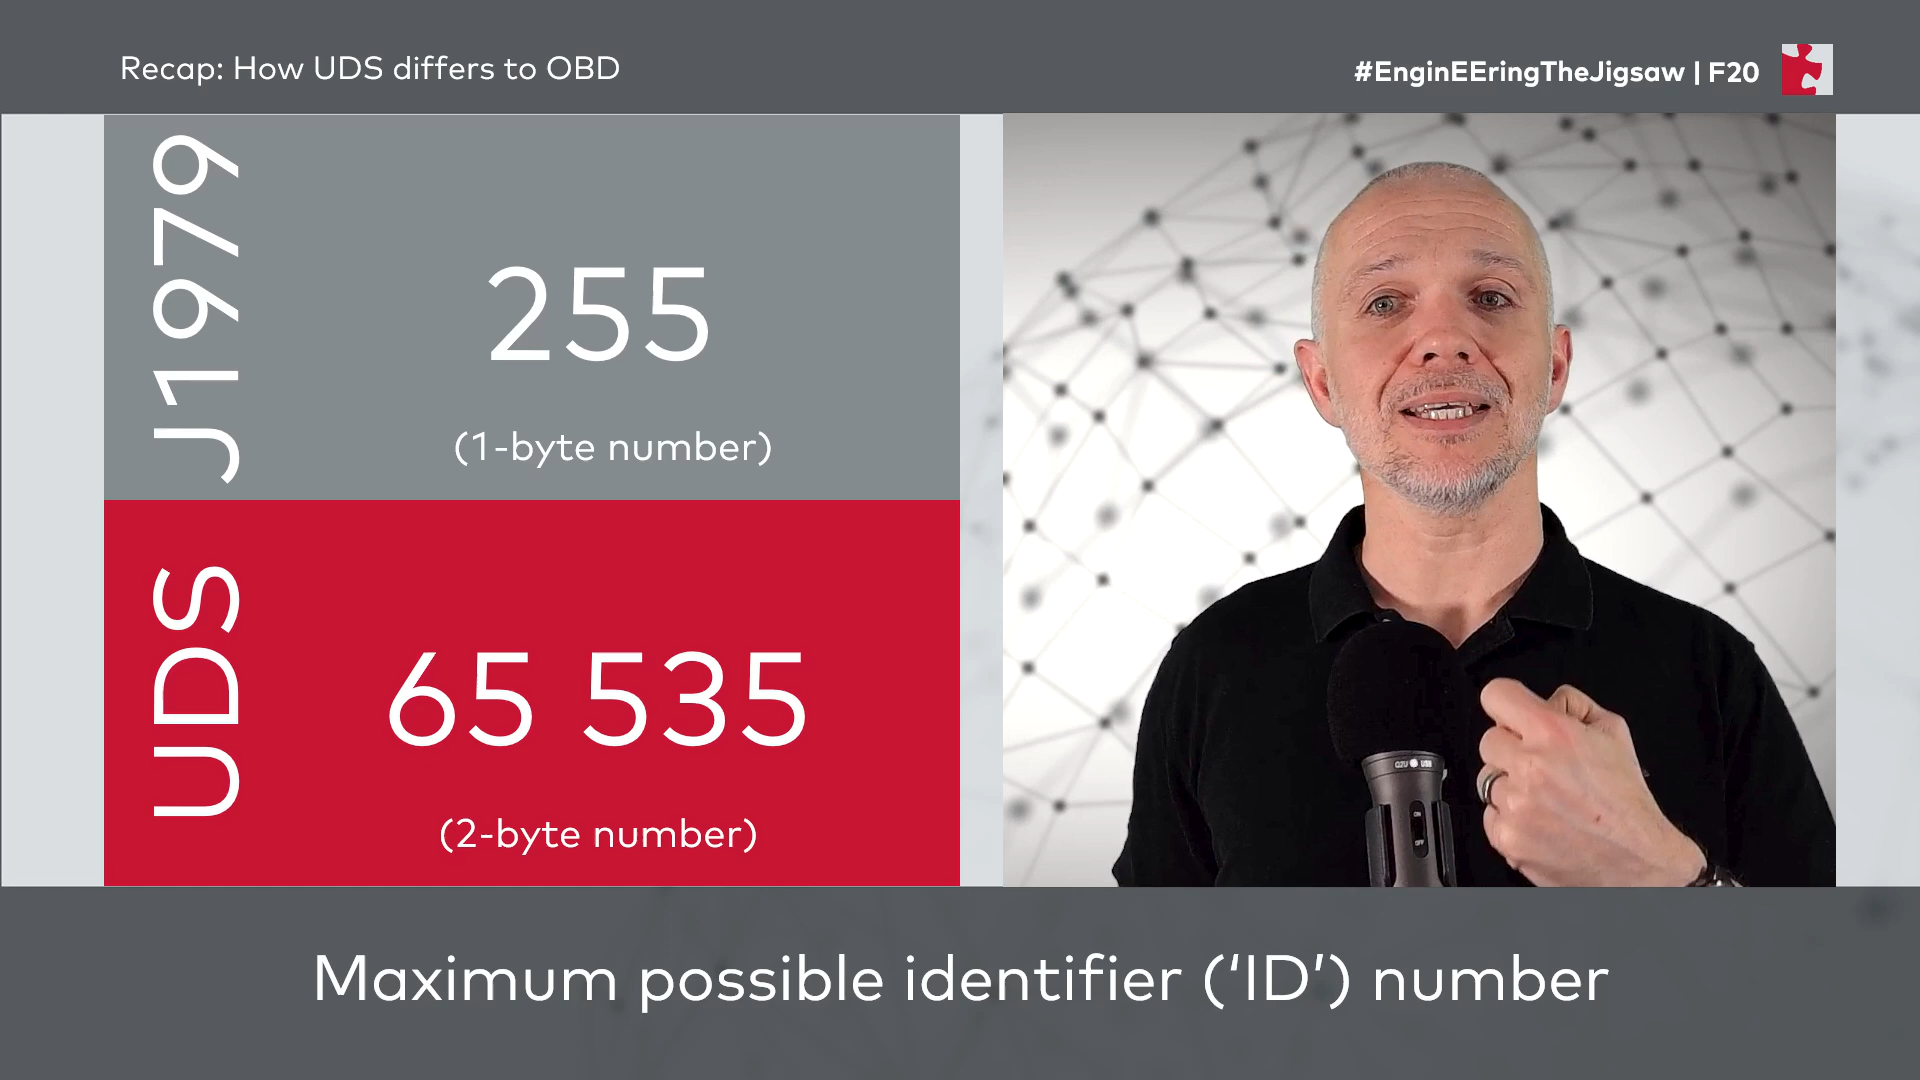 Recap: How UDS differs to OBD
#EnginEEringTheJigsaw | F20
J1979
255
(1-byte number)
UDS
65 535
(2-byte number)
Maximum possible identifier (‘ID’) number